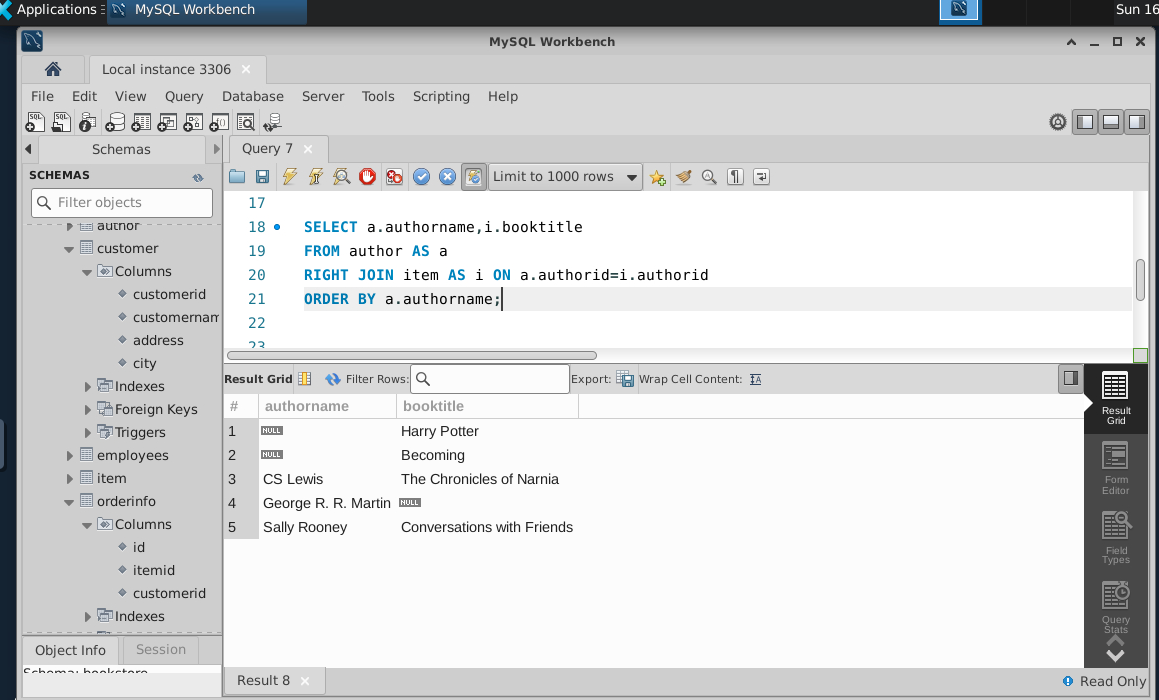 Applications
MySQL Workbench
Sun 16
MySQL Workbench
Local instance 3306
File Edit View Query Database Server Tools Scripting Help
SQL SQL
Schemas
Query 7
SCHEMAS
Limit to 1000 rows
Filter objects
author
customer
Columns
customerid
customernam
address
city
Indexes
Foreign Keys
Triggers
employees
item
orderinfo
Columns
id
itemid
customerid
Indexes
Object Info Session
Schema: bookstore
17
18 SELECT a.authorname,i.booktitle
19 FROM author AS a
20 RIGHT JOIN item AS i ON a.authorid=i.authorid
21 ORDER BY a.authorname;
22
23
Result Grid Filter Rows: Export: Wrap Cell Content: IA
# authorname booktitle
1 NULL Harry Potter
2 NULL Becoming
3 CS Lewis The Chronicles of Narnia
4 George R. R. Martin NULL
5 Sally Rooney Conversations with Friends
Result
Grid
Form
Editor
Field
Types
Query
Stats
Result 8
Read Only